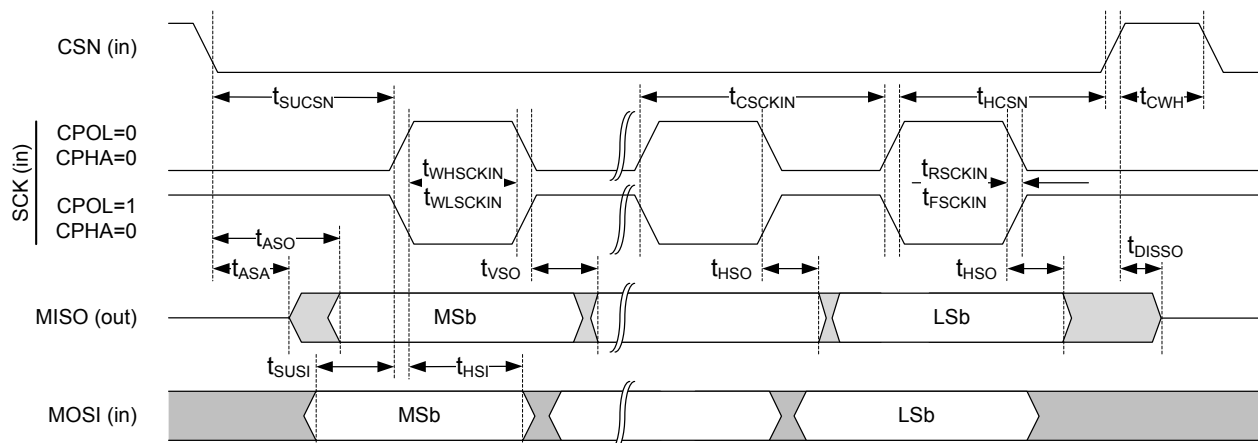 CSN (in)
tSUCSN
tCSCKIN
tHCSN
tCWH
SCK (in)
CPOL=0
CPHA=0
tWHSCKIN
tWLSCKIN
tRSCKIN
tFSCKIN
CPOL=1
CPHA=0
tASO
tASA
tVSO
tHSO
tHSO
tDISSO
MISO (out)
MSb
LSb
tSUSI
tHSI
MOSI (in)
MSb
LSb